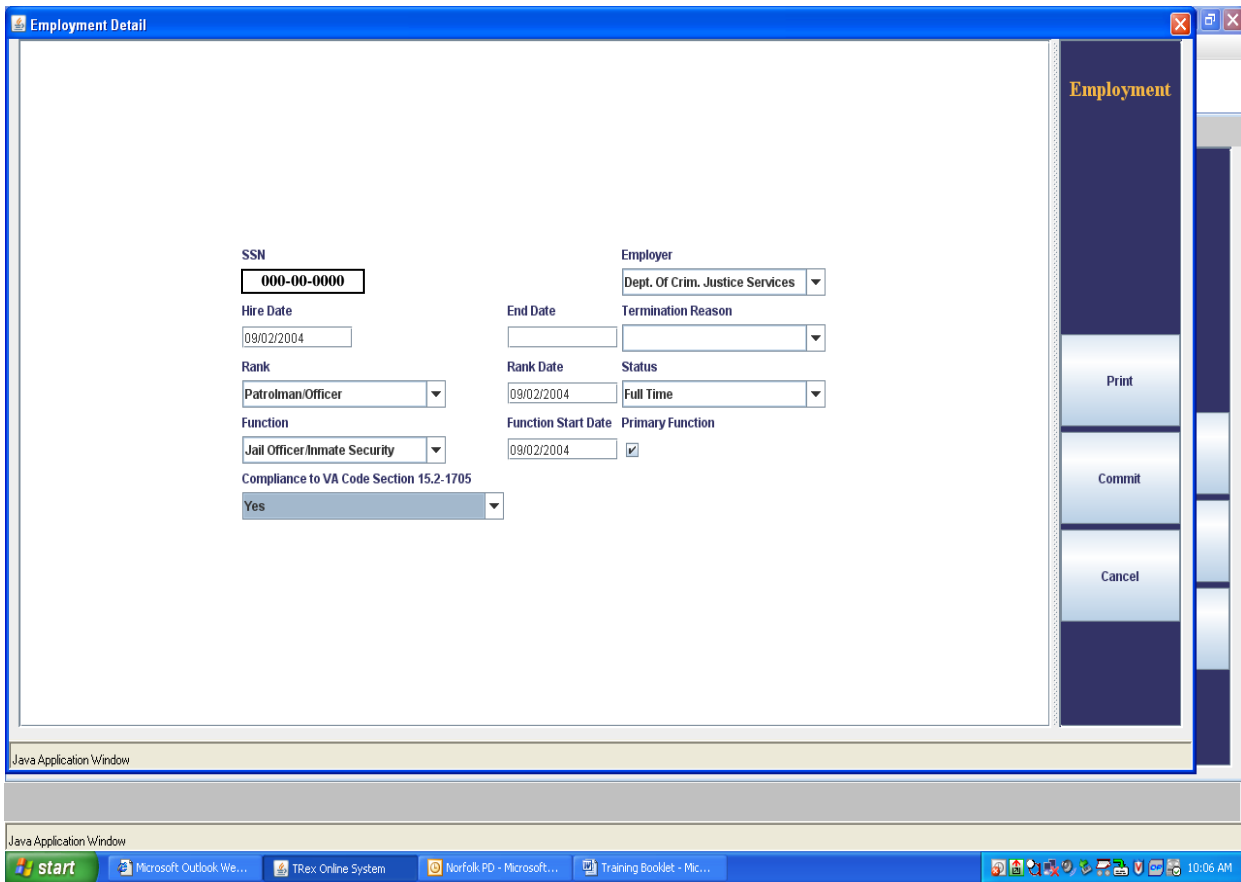 Employment Detail
Employment
SSN Employer
000-00-0000 Dept. Of Crim. Justice Services
Hire Date End Date Termination Reason
09/02/2004
Rank Rank Date Status
Patrolman/Officer 09/02/2004 Full Time
Function Function Start Date Primary Function
Jail Officer/Inmate Security 09/02/2004
Compliance to VA Code Section 15.2-1705
Yes
Print
Commit
Cancel
Java Application Window
Java Application Window
start Microsoft Outlook We... TRex Online System Norfolk PD - Microsoft... Training Booklet - Mic... 10:06 AM